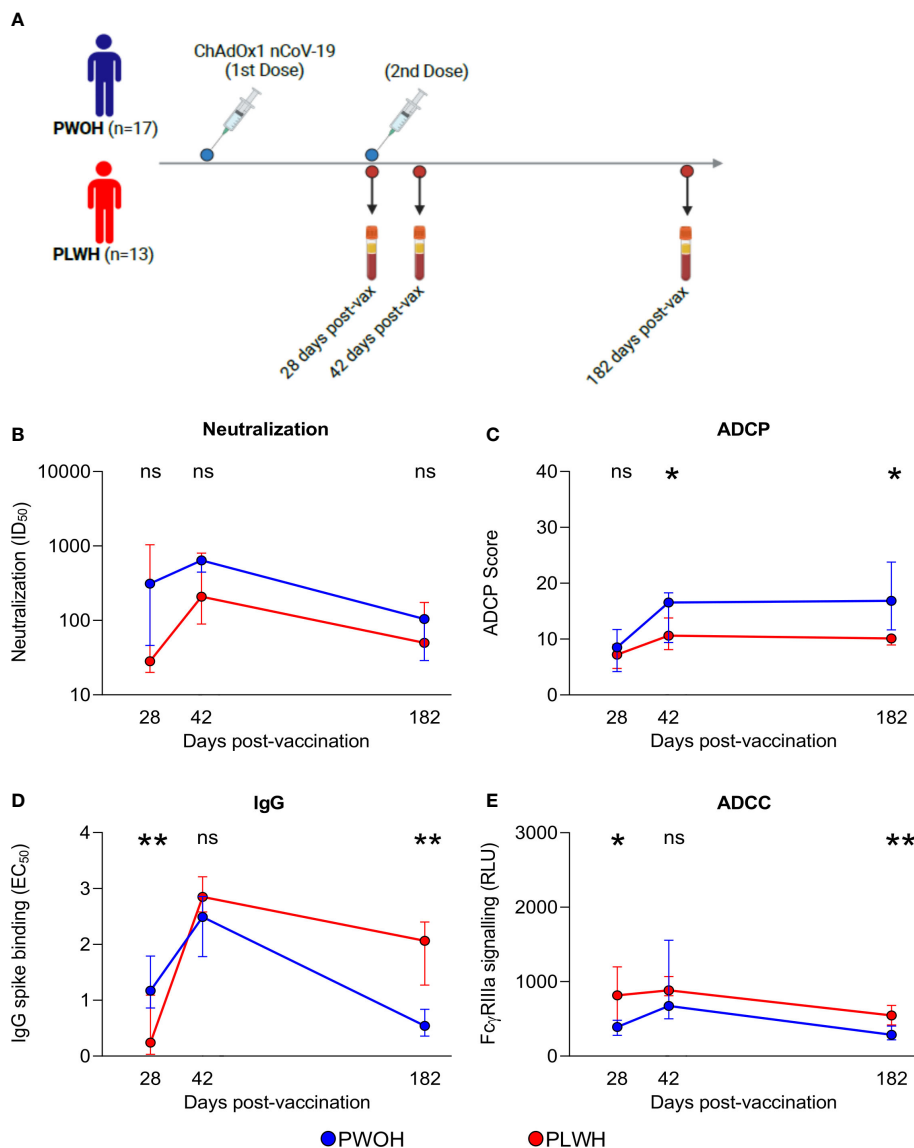 A
ChAdOx1 nCoV-19
(1st Dose)
(2nd Dose)
PWOH (n=17)
PLWH (n=13)
28 days post-vax
42 days post-vax
182 days post-vax
B
Neutralization
Neutralization (ID50)
10000
1000
100
10
ns
ns
ns
28
42
182
Days post-vaccination
C
ADCP
ADCP Score
40
30
20
10
0
ns
*
*
28
42
182
Days post-vaccination
D
IgG
IgG spike binding (EC50)
4
3
2
1
0
**
ns
**
28
42
182
Days post-vaccination
E
ADCC
FcγRIIIa signalling (RLU)
3000
2000
1000
0
*
ns
**
28
42
182
Days post-vaccination
PWOH
PLWH